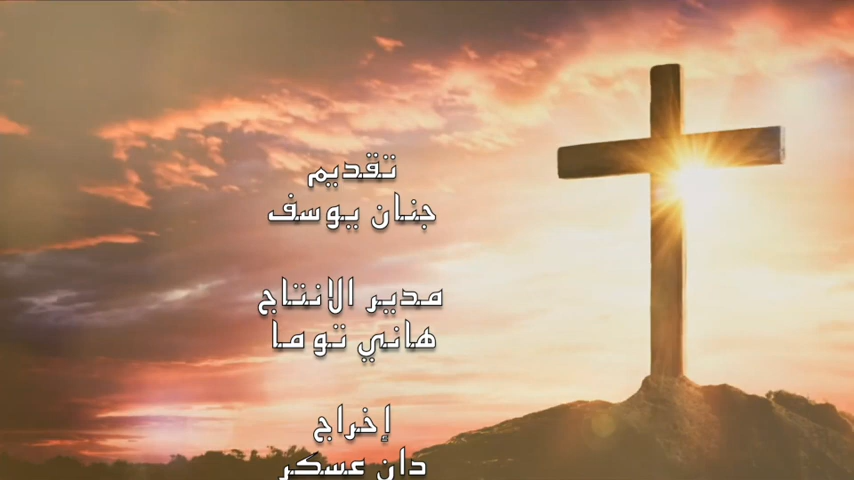 تقديم
جنان يوسف
مدير الانتاج
هاني توما
إخراج
دان عسكر